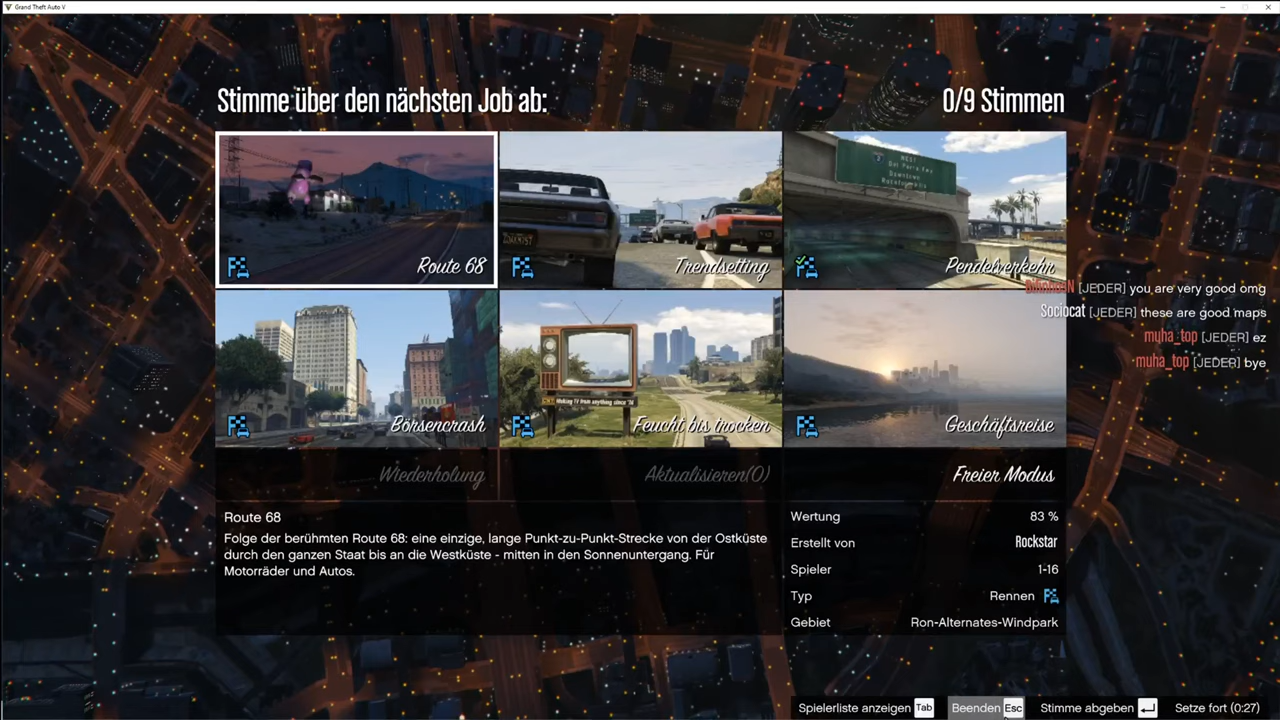 Grand Theft Auto V
Stimme über den nächsten Job ab:
0/9 Stimmen
Route 68
Trendsetting
WEST
Del Perro Fwy
Downtown
Pendelverkehr
[JEDER] you are very good omg
Sociocat [JEDER] these are good maps
muha_top [JEDER] ez
muha_top [JEDER] bye
Börsencrash
Feucht bis trocken
Geschäftsreise
Wiederholung
Aktualisieren(0)
Freier Modus
Route 68
Folge der berühmten Route 68: eine einzige, lange Punkt-zu-Punkt-Strecke von der Ostküste
durch den ganzen Staat bis an die Westküste - mitten in den Sonnenuntergang. Für
Motorräder und Autos.
Wertung 83 %
Erstellt von Rockstar
Spieler 1-16
Typ Rennen
Gebiet Ron-Alternates-Windpark
Spielerliste anzeigen Tab
Beenden Esc
Stimme abgeben
Setze fort (0:27)